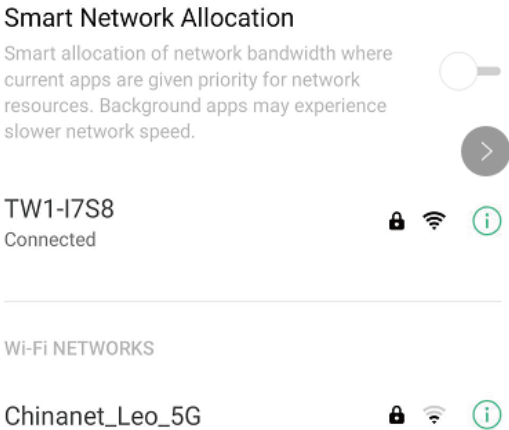 Smart Network Allocation
Smart allocation of network bandwidth where
current apps are given priority for network
resources. Background apps may experience
slower network speed.
TW1-I7S8
Connected
Wi-Fi NETWORKS
Chinanet_Leo_5G